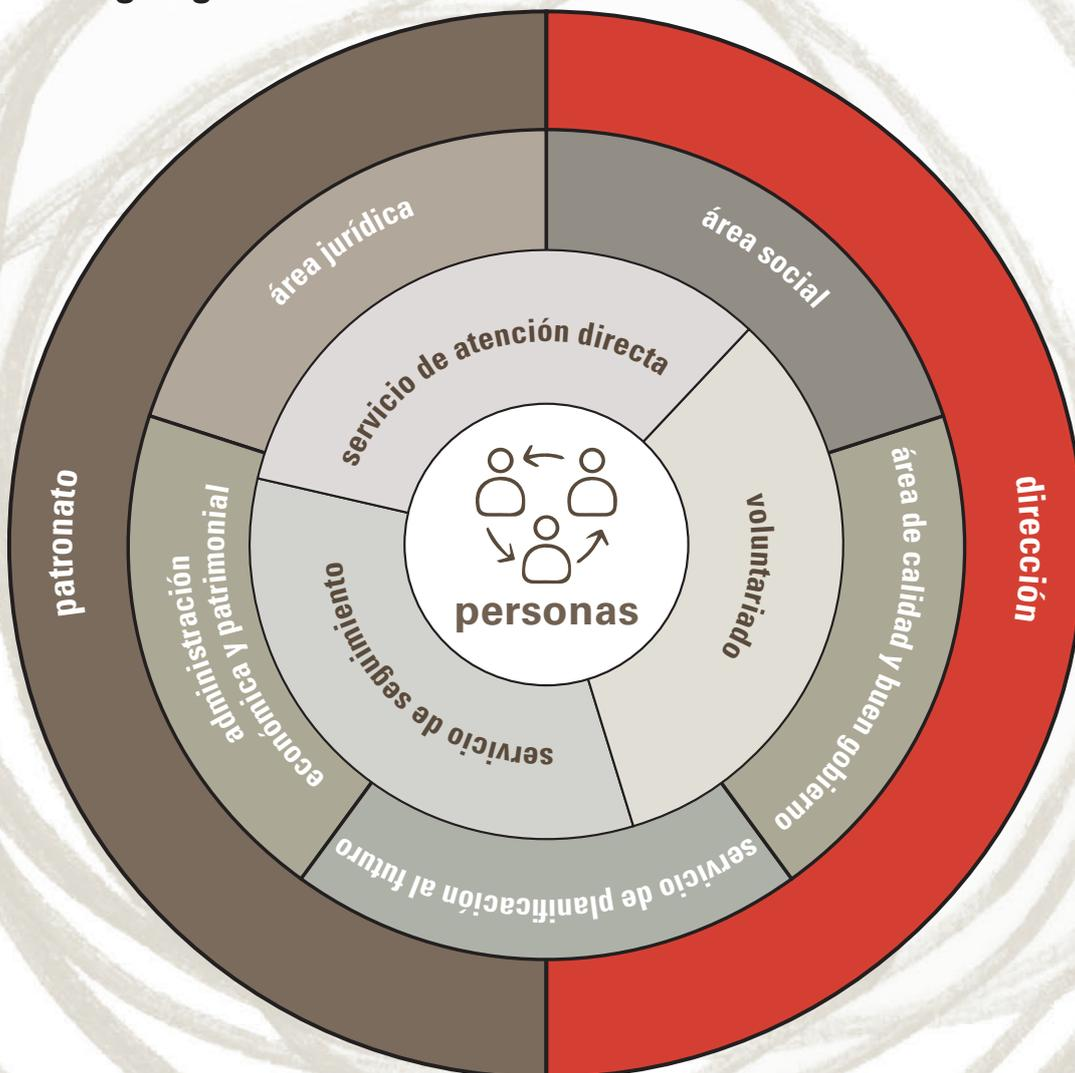 patronato
dirección
área jurídica
área social
área de calidad y buen gobierno
servicio de planificación al futuro
administración
económica y patrimonial
servicio de atención directa
voluntariado
servicio de seguimiento
personas